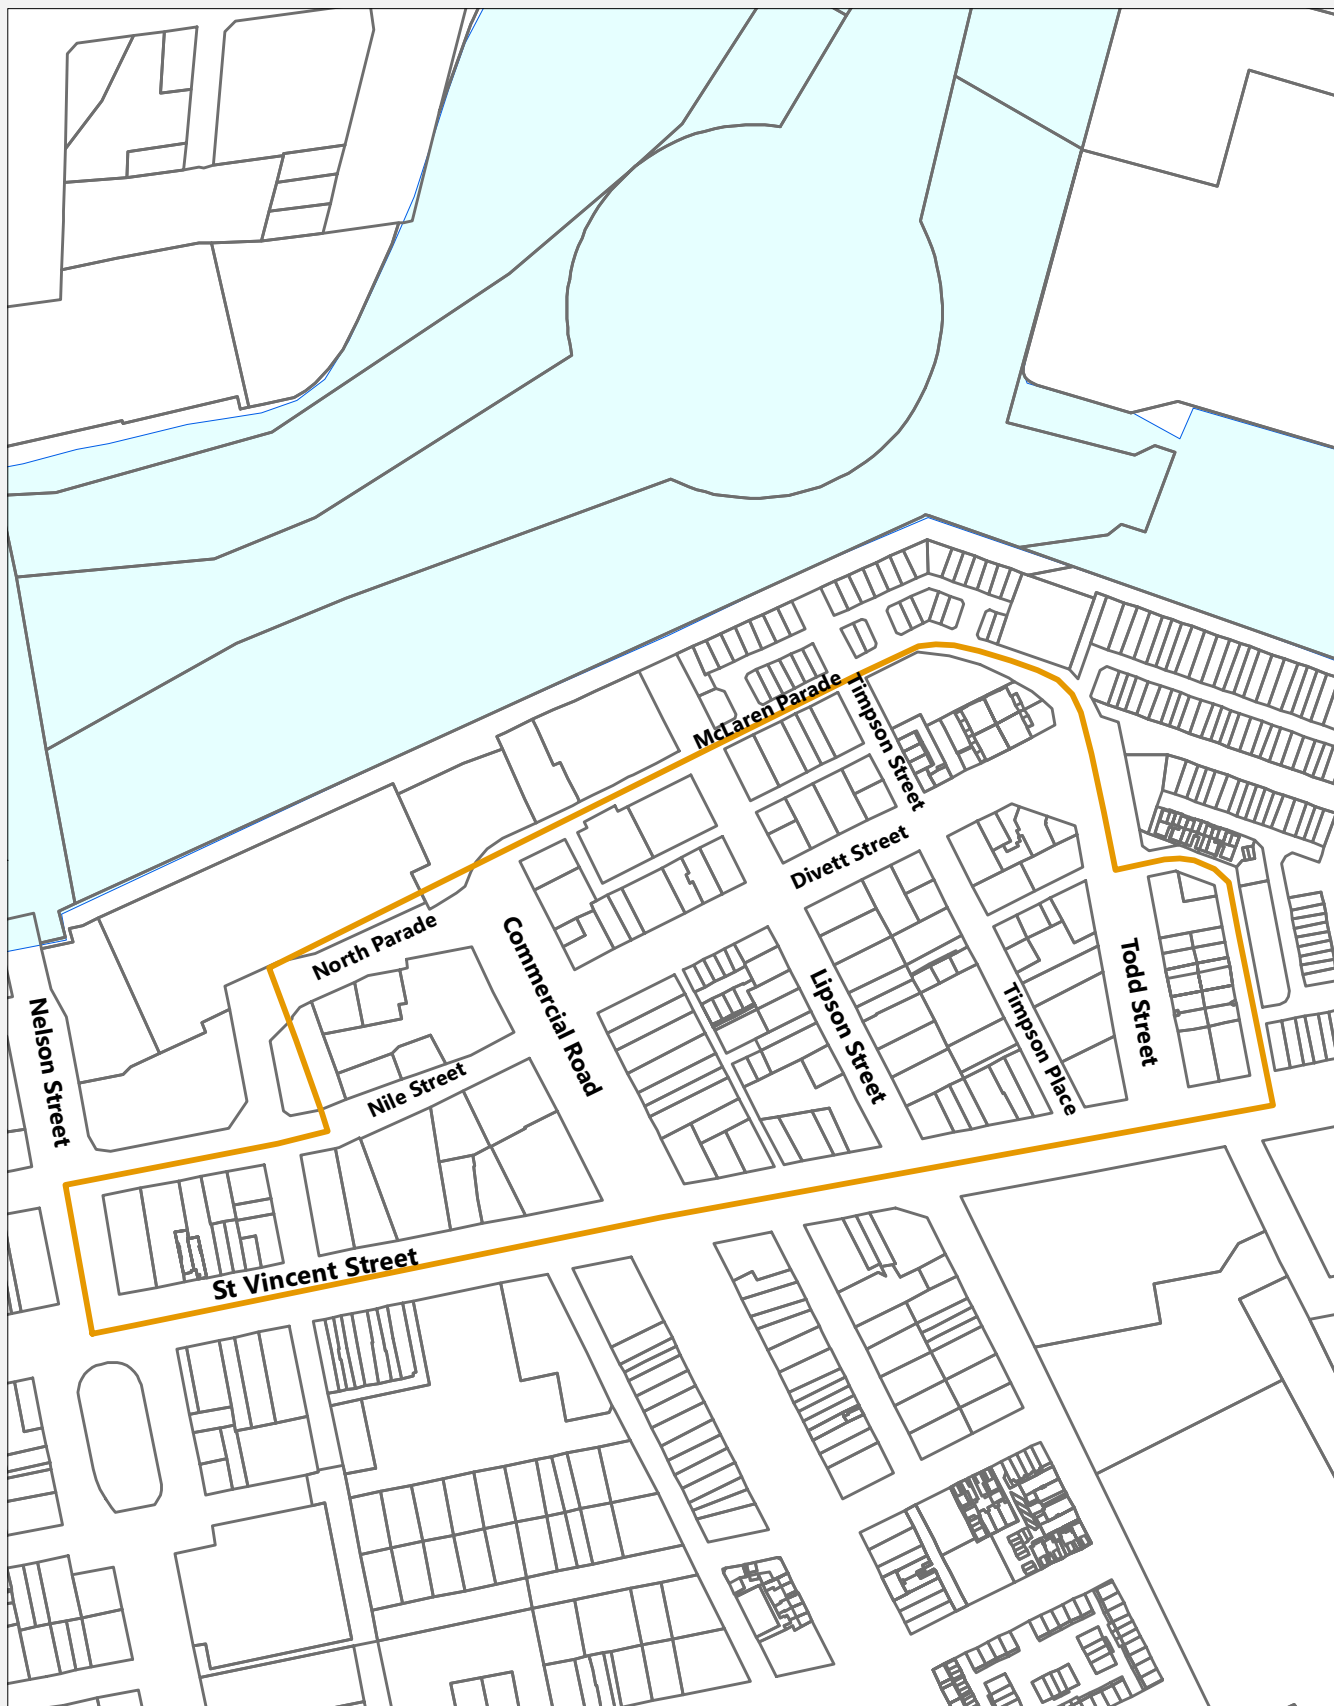 McLaren Parade
Timpson Street
Divett Street
North Parade
Commercial Road
Todd Street
Lipson Street
Timpson Place
Nelson Street
Nile Street
St Vincent Street